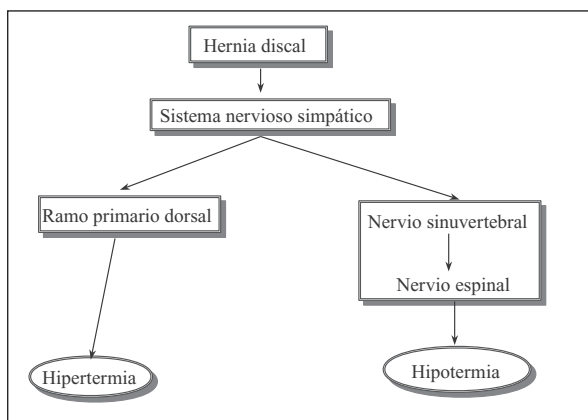 Hernia discal
Sistema nervioso simpático
Ramo primario dorsal
Nervio sinuvertebral
Nervio espinal
Hipertermia
Hipotermia